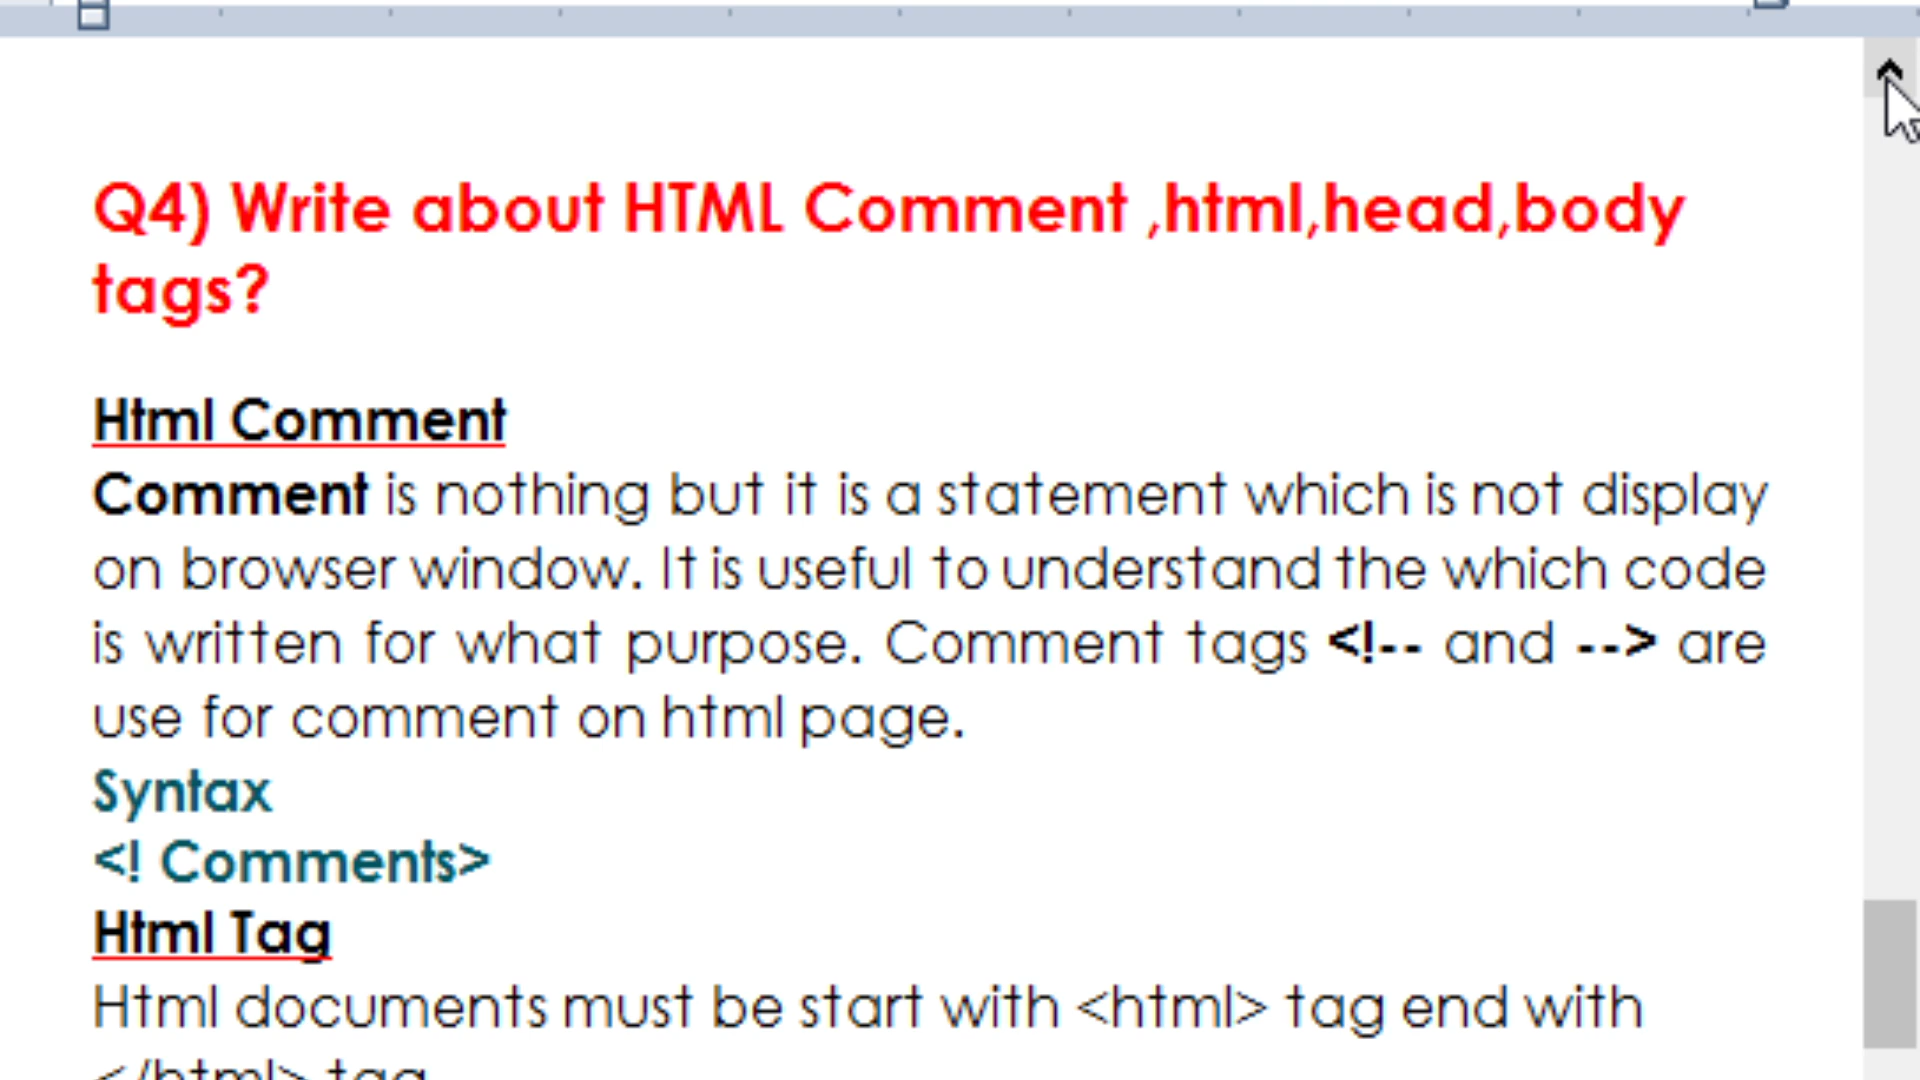 Q4) Write about HTML Comment ,html,head,body
tags?
Html Comment
Comment is nothing but it is a statement which is not display
on browser window. It is useful to understand the which code
is written for what purpose. Comment tags <!-- and --> are
use for comment on html page.
Syntax
<! Comments>
Html Tag
Html documents must be start with <html> tag end with
</html> tag